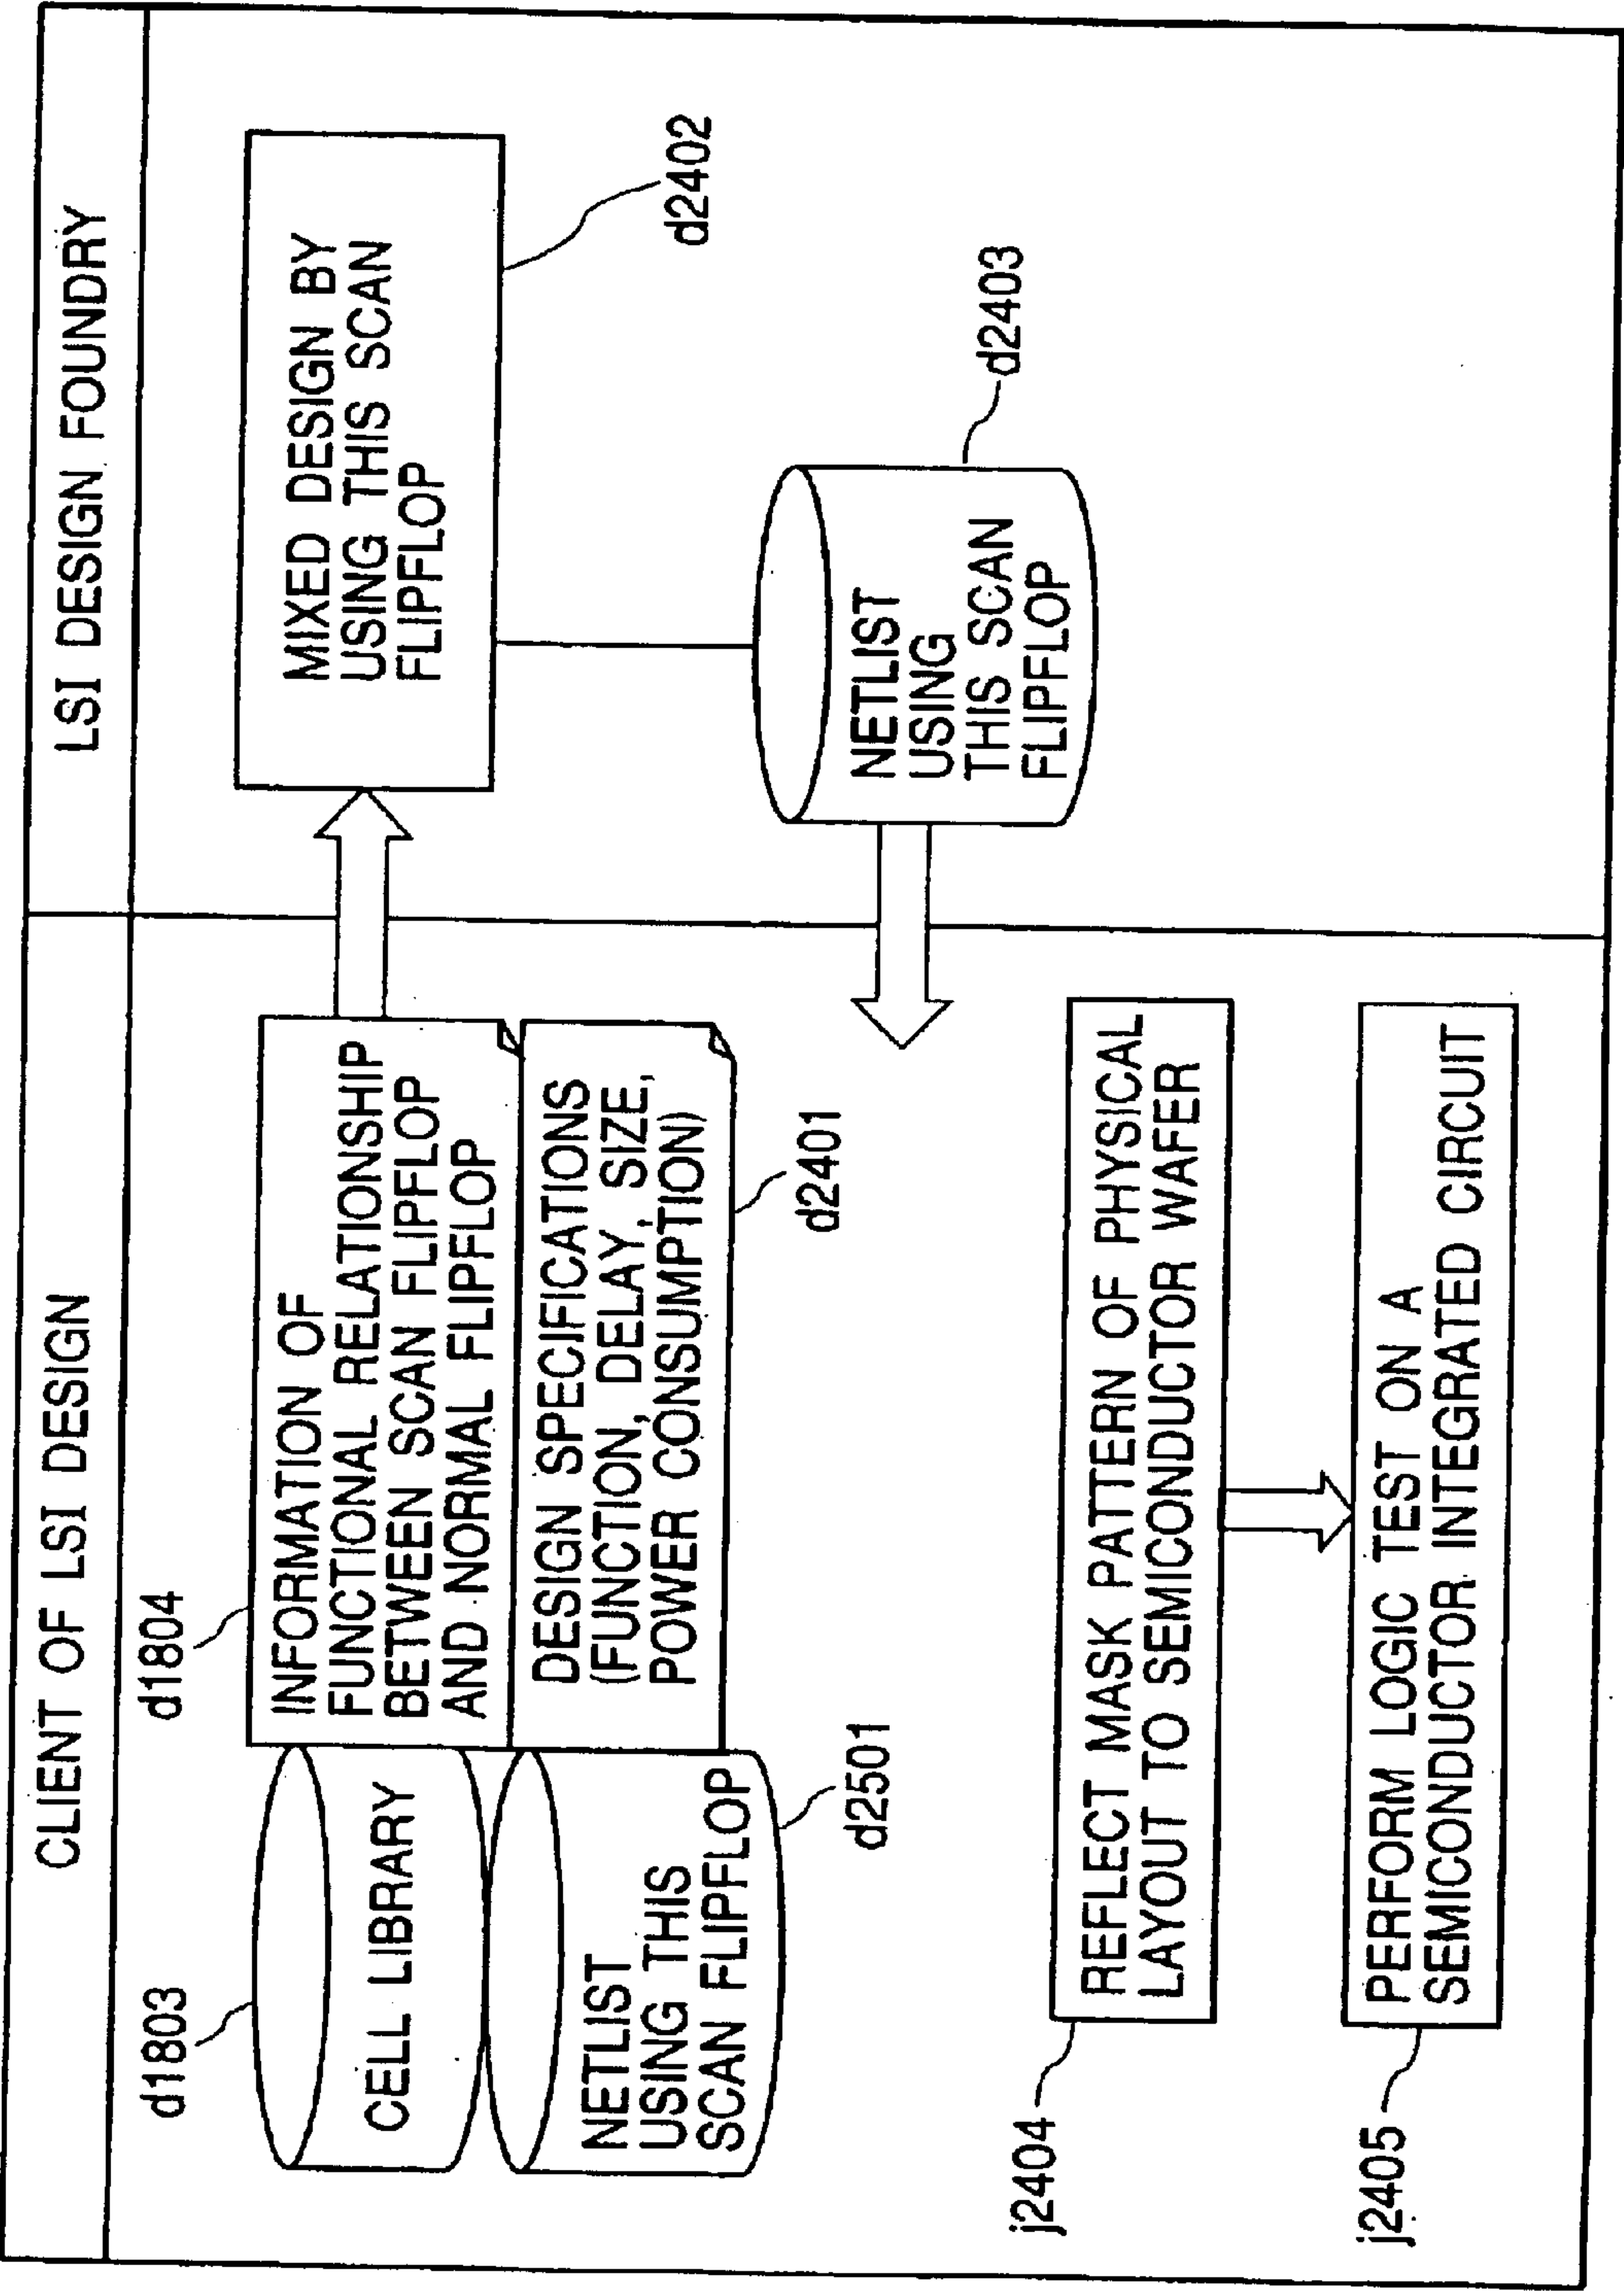 CLIENT OF LSI DESIGN
LSI DESIGN FOUNDRY
d1803
d1804
CELL LIBRARY
INFORMATION OF
FUNCTIONAL RELATIONSHIP
BETWEEN SCAN FLIPFLOP
AND NORMAL FLIPFLOP
MIXED DESIGN BY
USING THIS SCAN
FLIPFLOP
d2402
NETLIST
USING THIS
SCAN FLIPFLOP
d2501
DESIGN SPECIFICATIONS
(FUNCTION, DELAY, SIZE,
POWER CONSUMPTION)
d2401
NETLIST
USING
THIS SCAN
FLIPFLOP
d2403
j2404
REFLECT MASK PATTERN OF PHYSICAL
LAYOUT TO SEMICONDUCTOR WAFER
j2405
PERFORM LOGIC TEST ON A
SEMICONDUCTOR INTEGRATED CIRCUIT